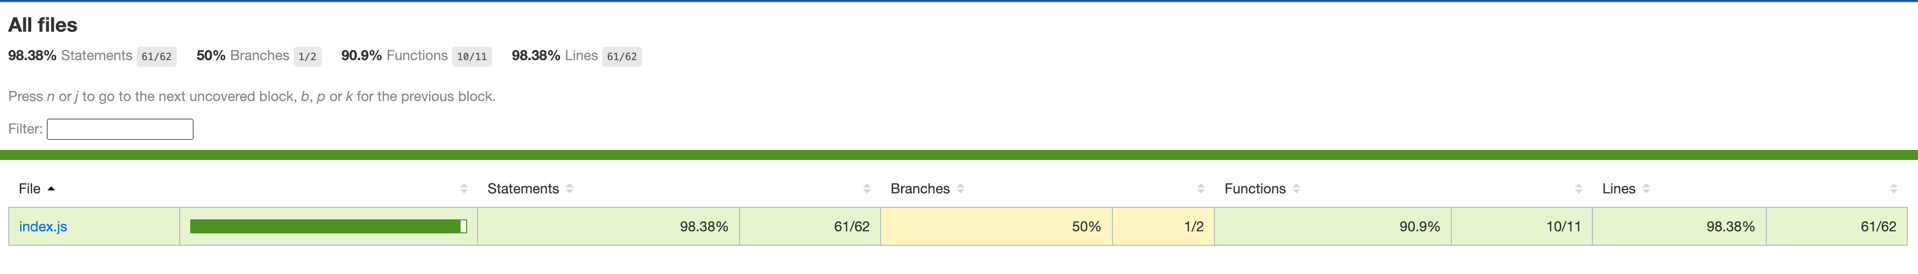 All files
98.38% Statements 61/62 50% Branches 1/2 90.9% Functions 10/11 98.38% Lines 61/62
Press n or j to go to the next uncovered block, b, p or k for the previous block.
Filter:
File Statements Branches Functions Lines
index.js 98.38% 61/62 50% 1/2 90.9% 10/11 98.38% 61/62